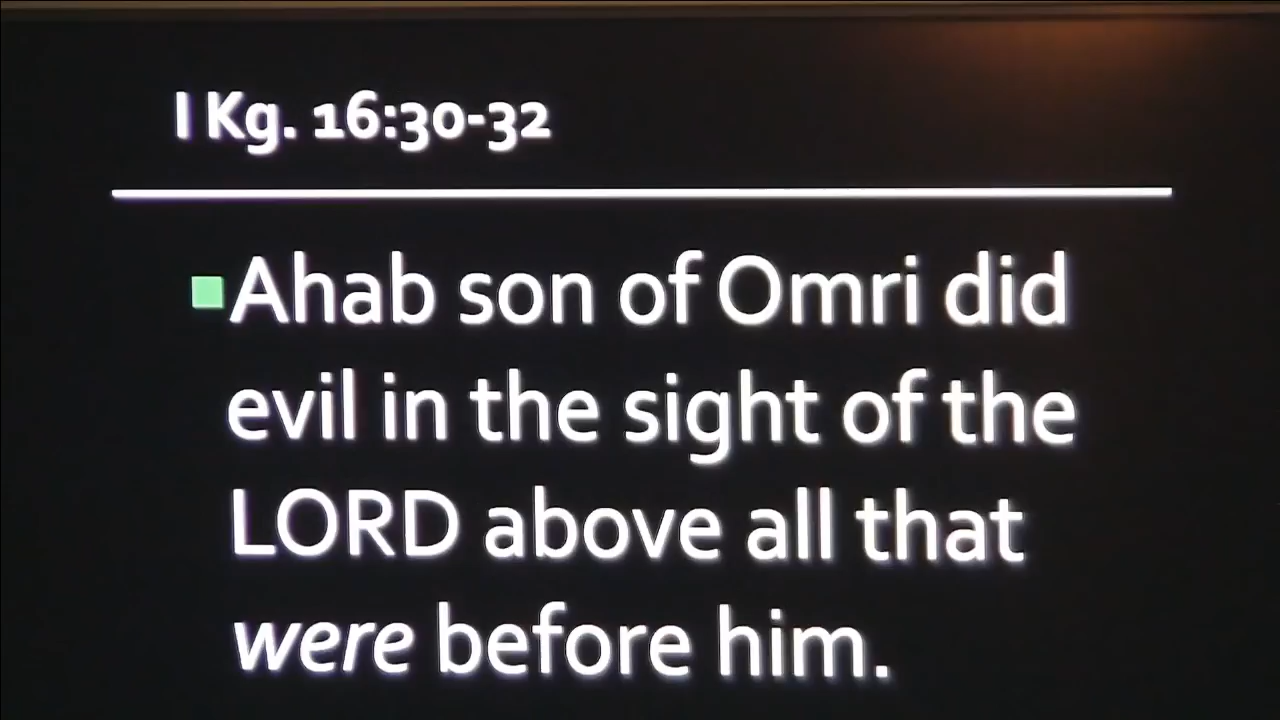 I Kg. 16:30-32
Ahab son of Omri did
evil in the sight of the
LORD above all that
were before him.